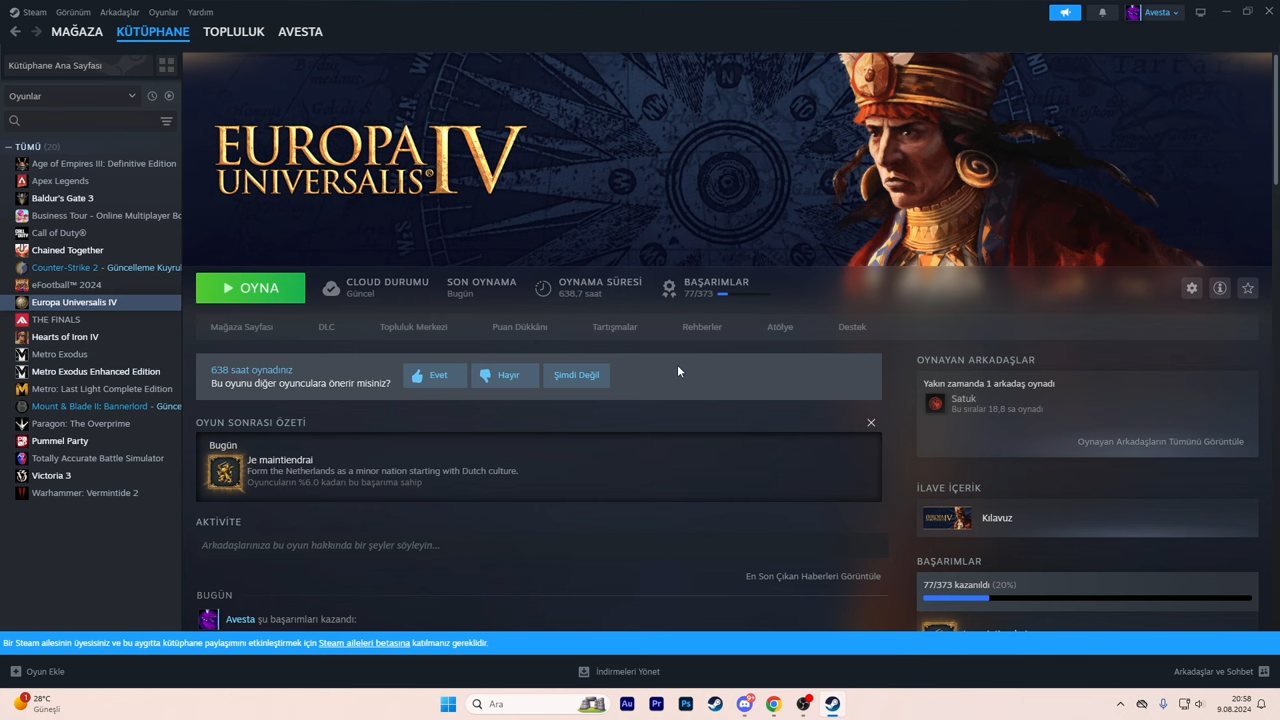 Steam Görünüm Arkadaşlar Oyunlar Yardım
Avesta
MAĞAZA KÜTÜPHANE TOPLULUK AVESTA
Kütüphane Ana Sayfası
Oyunlar
TÜMÜ (20)
Age of Empires III: Definitive Edition
Apex Legends
Baldur's Gate 3
Business Tour - Online Multiplayer Bo
Call of Duty®
Chained Together
Counter-Strike 2 - Güncelleme Kuyru
eFootball™ 2024
Europa Universalis IV
THE FINALS
Hearts of Iron IV
Metro Exodus
Metro Exodus Enhanced Edition
Metro: Last Light Complete Edition
Mount & Blade II: Bannerlord - Günce
Paragon: The Overprime
Pummel Party
Totally Accurate Battle Simulator
Victoria 3
Warhammer: Vermintide 2
EUROPA
UNIVERSALIS IV
OYNA
CLOUD DURUMU
Güncel
SON OYNAMA
Bugün
OYNAMA SÜRESİ
638,7 saat
BAŞARIMLAR
77/373
Mağaza Sayfası DLC Topluluk Merkezi Puan Dükkânı Tartışmalar Rehberler Atölye Destek
638 saat oynadınız
Bu oyunu diğer oyunculara önerir misiniz?
Evet Hayır Şimdi Değil
OYUN SONRASI ÖZETİ
Bugün
Je maintiendrai
Form the Netherlands as a minor nation starting with Dutch culture.
Oyuncuların %6.0 kadarı bu başarıma sahip
AKTİVİTE
Arkadaşlarınıza bu oyun hakkında bir şeyler söyleyin...
En Son Çıkan Haberleri Görüntüle
BUGÜN
Avesta şu başarımları kazandı:
OYNAYAN ARKADAŞLAR
Yakın zamanda 1 arkadaş oynadı
Satuk
Bu sıralar 18,8 sa oynadı
Oynayan Arkadaşların Tümünü Görüntüle
İLAVE İÇERİK
Kılavuz
BAŞARIMLAR
77/373 kazanıldı (20%)
Bir Steam ailesinin üyesisiniz ve bu aygıtta kütüphane paylaşımını etkinleştirmek için Steam aileleri betasına katılmanız gereklidir.
Oyun Ekle
İndirmeleri Yönet
Arkadaşlar ve Sohbet
1
28°C
Güneşli
Ara
Au Pr Ps
9+
20:58
9.08.2024